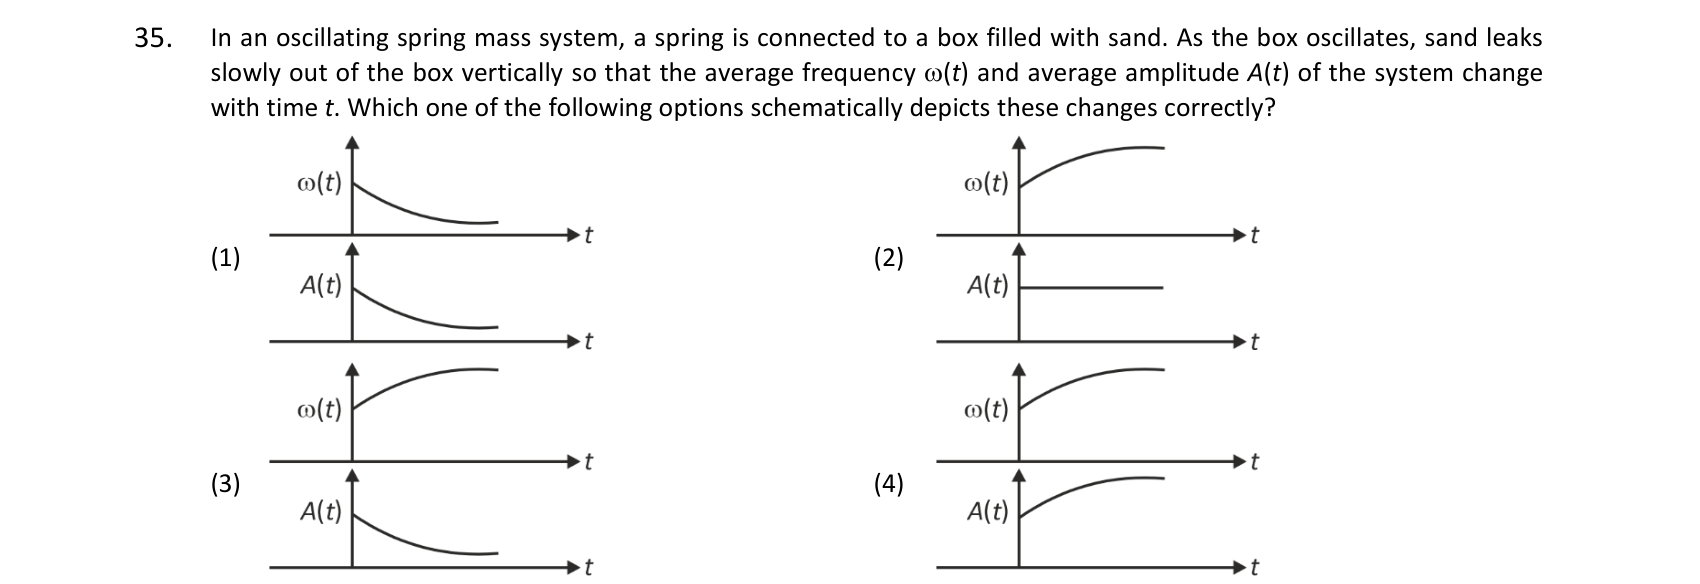 35. In an oscillating spring mass system, a spring is connected to a box filled with sand. As the box oscillates, sand leaks
slowly out of the box vertically so that the average frequency ω(t) and average amplitude A(t) of the system change
with time t. Which one of the following options schematically depicts these changes correctly?
ω(t)
t
(1)
A(t)
t
ω(t)
t
(2)
A(t)
t
ω(t)
t
(3)
A(t)
t
ω(t)
t
(4)
A(t)
t